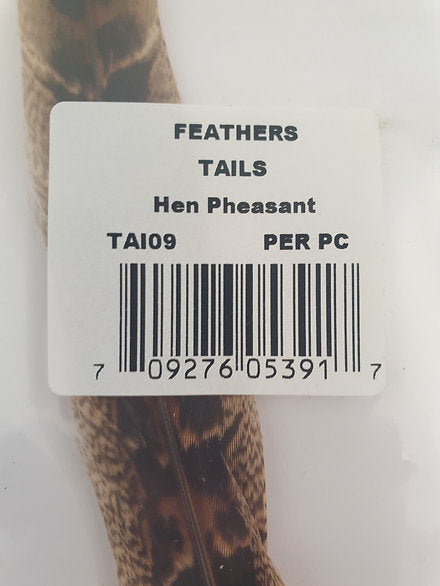 FEATHERS
TAILS
Hen Pheasant
TAI09 PER PC
7 09276 05391 7